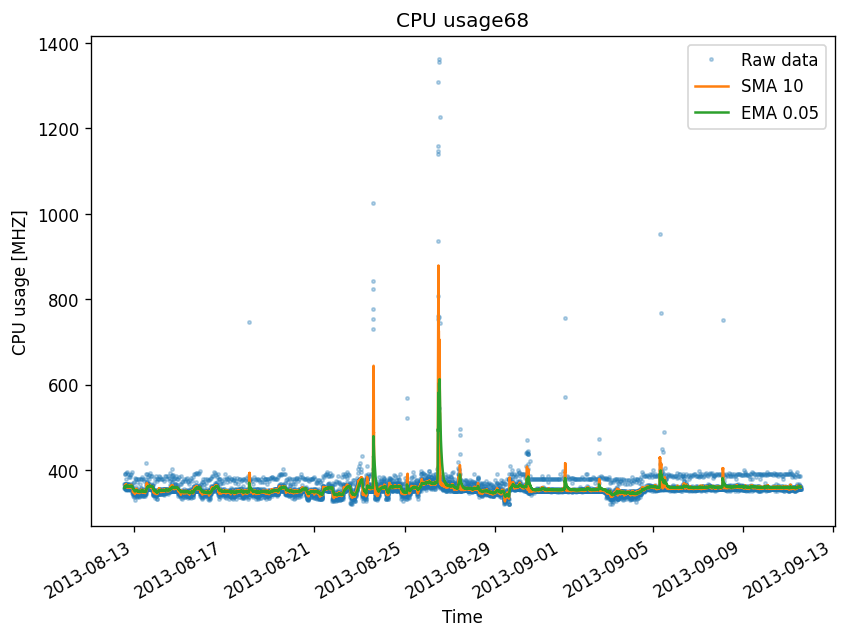 CPU usage68
1400
1200
1000
800
600
400
CPU usage [MHZ]
Raw data
SMA 10
EMA 0.05
2013-08-13
2013-08-17
2013-08-21
2013-08-25
2013-08-29
2013-09-01
2013-09-05
2013-09-09
2013-09-13
Time